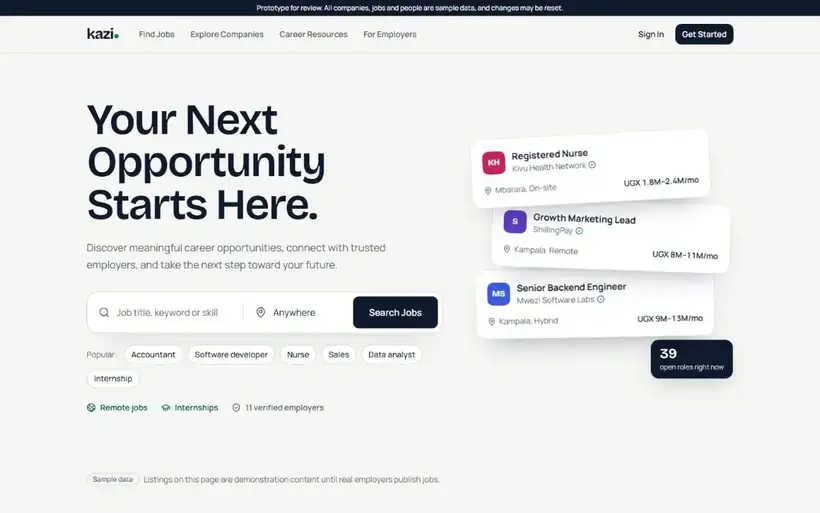 Prototype for review. All companies, jobs and people are sample data, and changes may be reset.
kazi.
Find Jobs
Explore Companies
Career Resources
For Employers
Sign In
Get Started
Your Next
Opportunity
Starts Here.
Discover meaningful career opportunities, connect with trusted
employers, and take the next step toward your future.
Job title, keyword or skill
Anywhere
Search Jobs
Popular:
Accountant
Software developer
Nurse
Sales
Data analyst
Internship
Remote jobs
Internships
11 verified employers
KH
Registered Nurse
Kivu Health Network
Mbarara, On-site
UGX 1.8M–2.4M/mo
S
Growth Marketing Lead
ShillingPay
Kampala, Remote
UGX 8M–11M/mo
MS
Senior Backend Engineer
Mwezi Software Labs
Kampala, Hybrid
UGX 9M–13M/mo
39
open roles right now
Sample data
Listings on this page are demonstration content until real employers publish jobs.